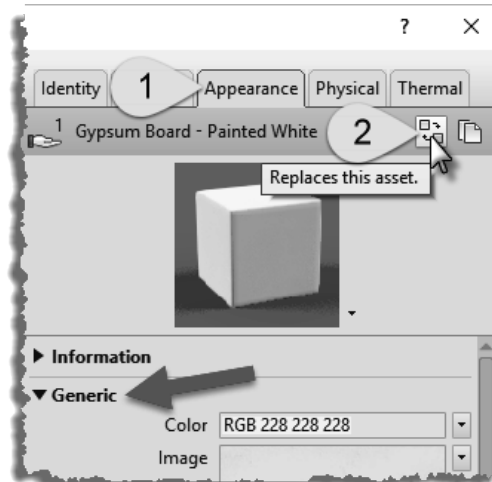 ?
Identity 1 Appearance Physical Thermal
1 Gypsum Board - Painted White 2
Replaces this asset.
Information
Generic
Color RGB 228 228 228
Image